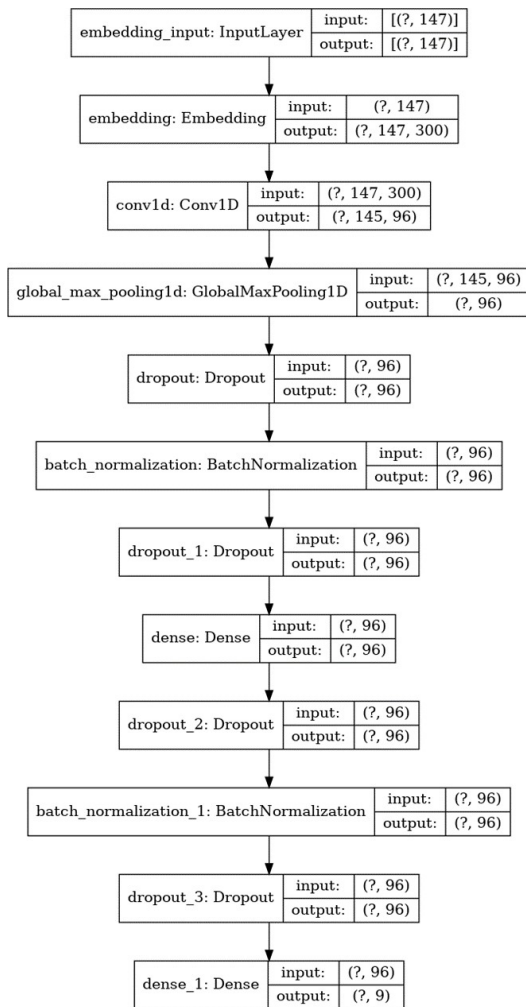 embedding_input: InputLayer input: [(?, 147)]
output: [(?, 147)]
embedding: Embedding input: (?, 147)
output: (?, 147, 300)
conv1d: Conv1D input: (?, 147, 300)
output: (?, 145, 96)
global_max_pooling1d: GlobalMaxPooling1D input: (?, 145, 96)
output: (?, 96)
dropout: Dropout input: (?, 96)
output: (?, 96)
batch_normalization: BatchNormalization input: (?, 96)
output: (?, 96)
dropout_1: Dropout input: (?, 96)
output: (?, 96)
dense: Dense input: (?, 96)
output: (?, 96)
dropout_2: Dropout input: (?, 96)
output: (?, 96)
batch_normalization_1: BatchNormalization input: (?, 96)
output: (?, 96)
dropout_3: Dropout input: (?, 96)
output: (?, 96)
dense_1: Dense input: (?, 96)
output: (?, 9)